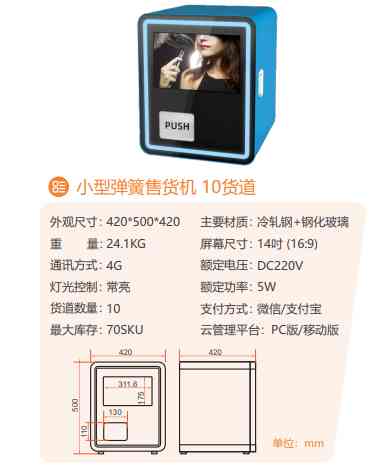 PUSH
小型弹簧售货机 10货道
外观尺寸：420*500*420 主要材质：冷轧钢+钢化玻璃
重 量：24.1KG 屏幕尺寸：14吋 (16:9)
通讯方式：4G 额定电压：DC220V
灯光控制：常亮 额定功率：5W
货道数量：10 支付方式：微信/支付宝
最大库存：70SKU 云管理平台：PC版/移动版
420 420
311.6
175
500
130
110
单位：mm